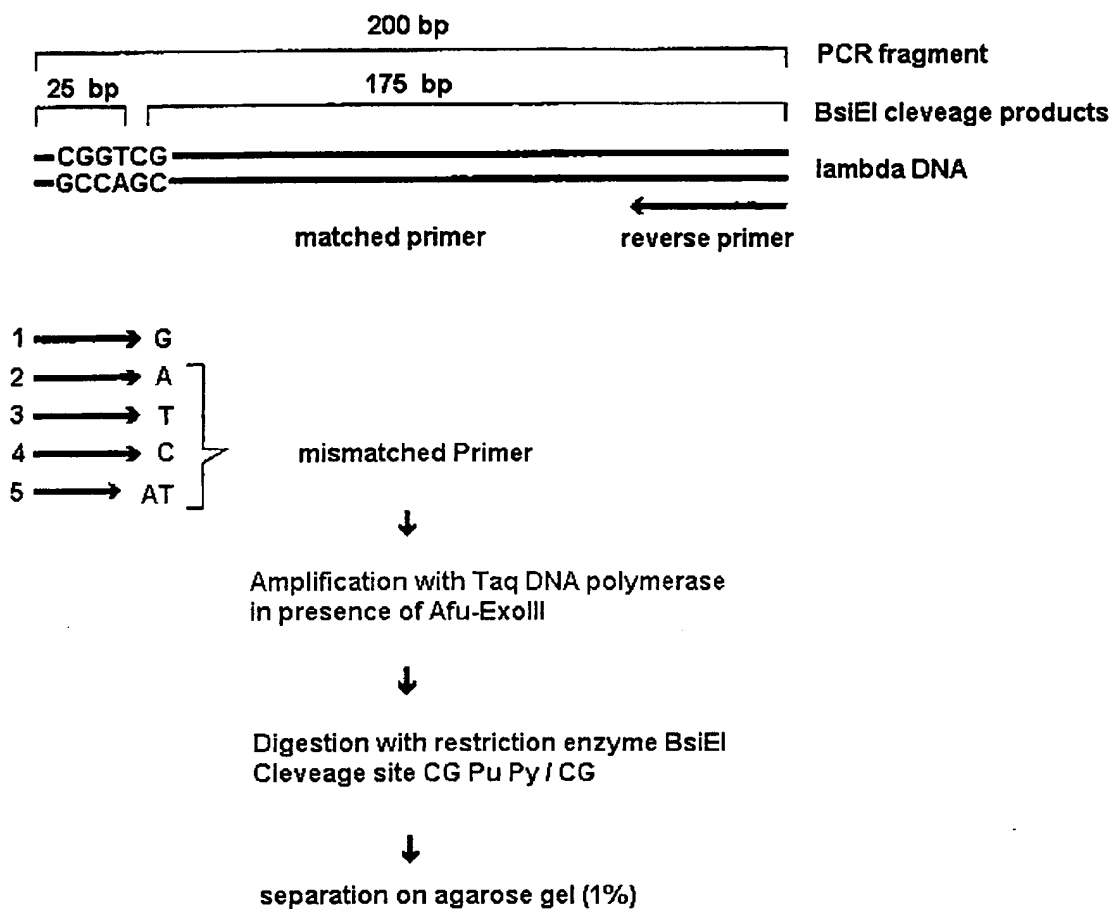 200 bp
PCR fragment
25 bp
175 bp
BsiEI cleveage products
CGGTCG
GCCAGC
lambda DNA
matched primer
reverse primer
1 G
2 A
3 T
4 C
5 AT
mismatched Primer
Amplification with Taq DNA polymerase
in presence of Afu-ExoIII
Digestion with restriction enzyme BsiEI
Cleveage site CG Pu Py / CG
separation on agarose gel (1%)